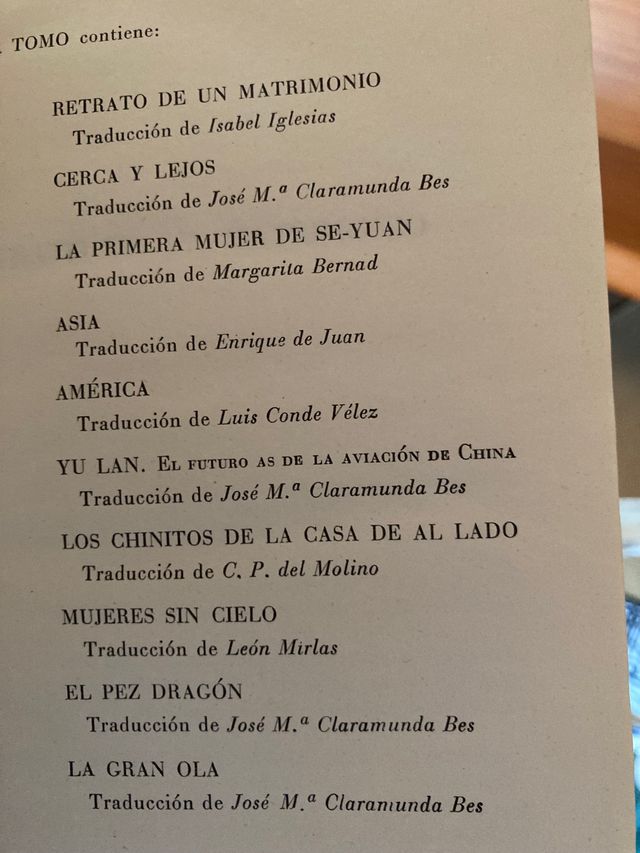 TOMO contiene:
RETRATO DE UN MATRIMONIO
Traducción de Isabel Iglesias
CERCA Y LEJOS
Traducción de José M.ª Claramunda Bes
LA PRIMERA MUJER DE SE-YUAN
Traducción de Margarita Bernad
ASIA
Traducción de Enrique de Juan
AMÉRICA
Traducción de Luis Conde Vélez
YU LAN. EL FUTURO AS DE LA AVIACIÓN DE CHINA
Traducción de José M.ª Claramunda Bes
LOS CHINITOS DE LA CASA DE AL LADO
Traducción de C. P. del Molino
MUJERES SIN CIELO
Traducción de León Mirlas
EL PEZ DRAGÓN
Traducción de José M.ª Claramunda Bes
LA GRAN OLA
Traducción de José M.ª Claramunda Bes